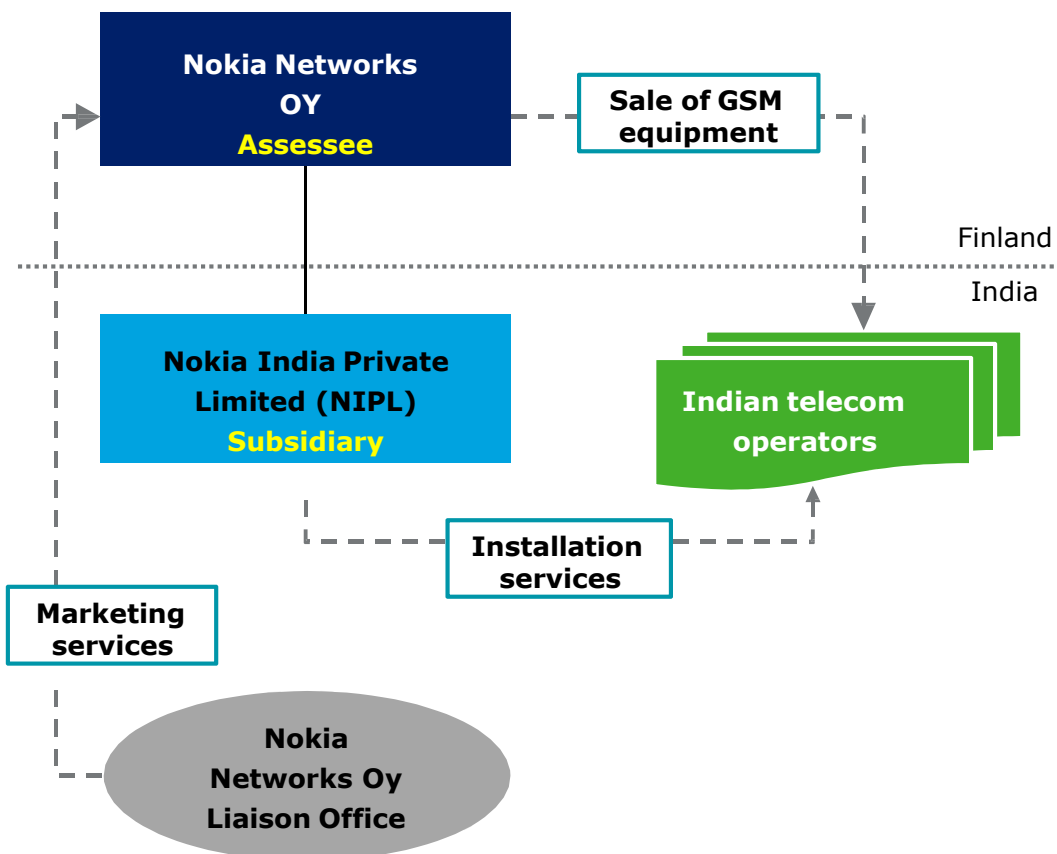 Nokia Networks
OY
Assessee
Sale of GSM
equipment
Finland
India
Nokia India Private
Limited (NIPL)
Subsidiary
Indian telecom
operators
Installation
services
Marketing
services
Nokia
Networks Oy
Liaison Office